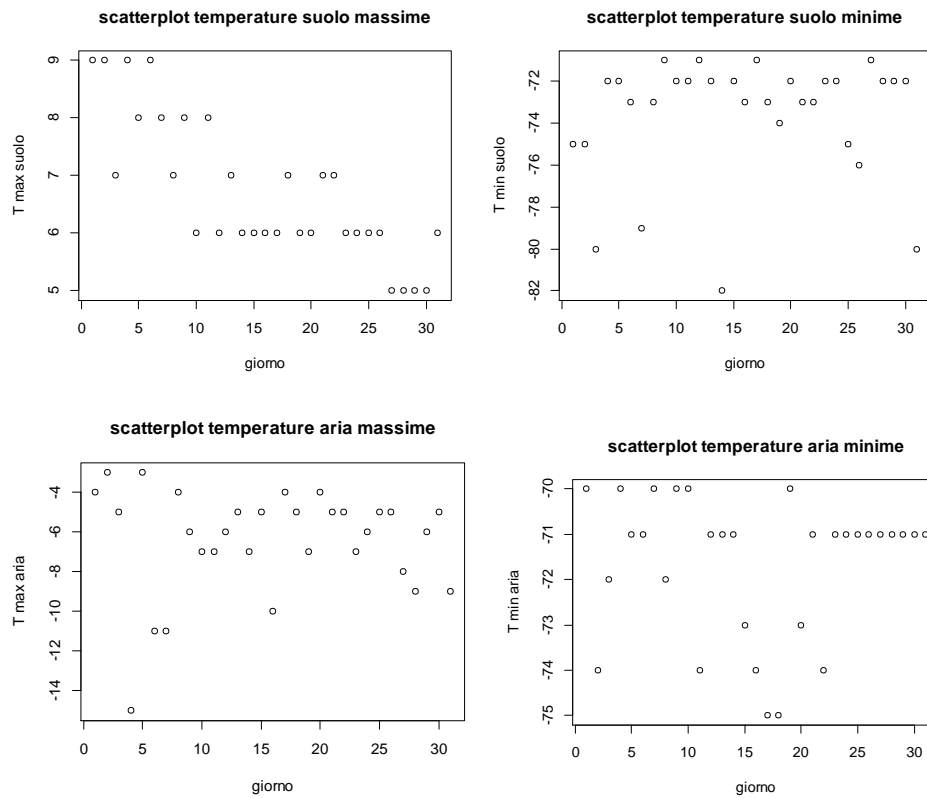 scatterplot temperature suolo massime
T max suolo
9
8
7
6
5
0 5 10 15 20 25 30
giorno
scatterplot temperature suolo minime
T min suolo
-72
-74
-76
-78
-80
-82
0 5 10 15 20 25 30
giorno
scatterplot temperature aria massime
T max aria
-4
-6
-8
-10
-12
-14
0 5 10 15 20 25 30
giorno
scatterplot temperature aria minime
T min aria
-70
-71
-72
-73
-74
-75
0 5 10 15 20 25 30
giorno